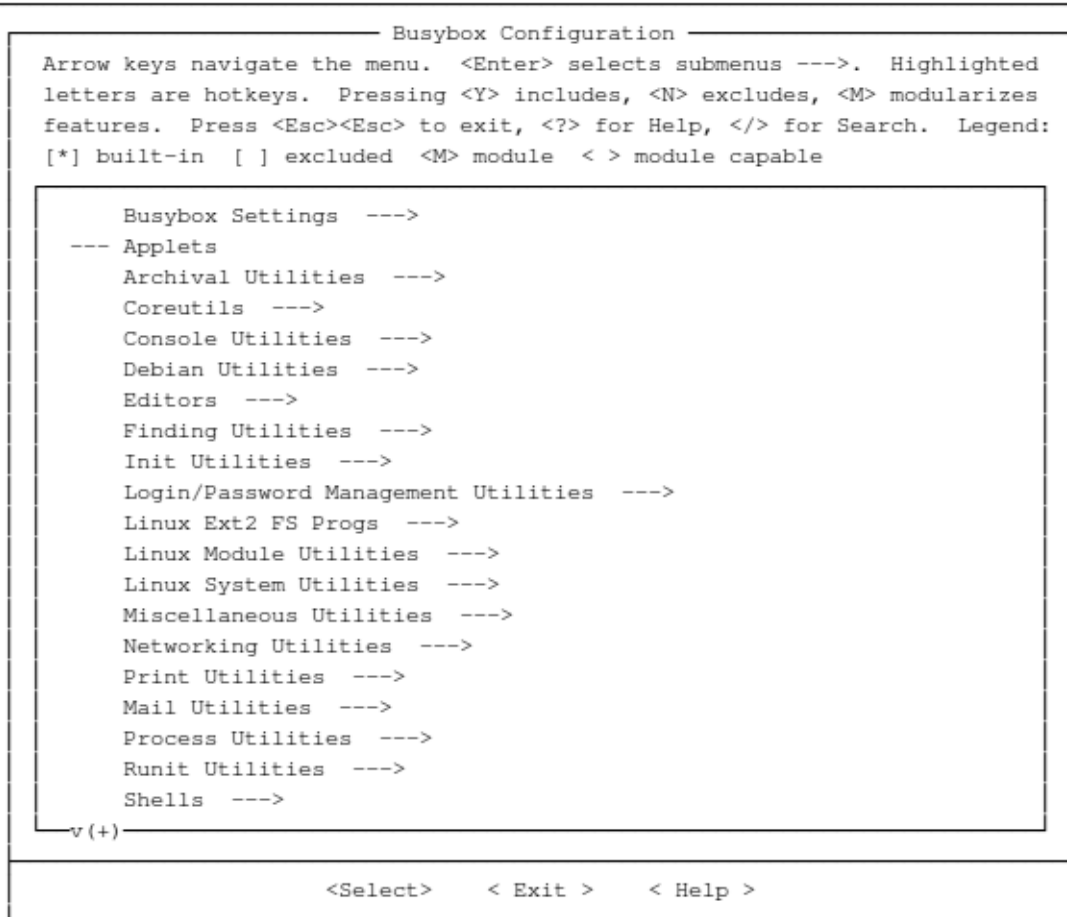 Busybox Configuration
Arrow keys navigate the menu.  <Enter> selects submenus --->.  Highlighted
letters are hotkeys.  Pressing <Y> includes, <N> excludes, <M> modularizes
features.  Press <Esc><Esc> to exit, <?> for Help, </> for Search.  Legend:
[*] built-in  [ ] excluded  <M> module  < > module capable
Busybox Settings  --->
--- Applets
Archival Utilities  --->
Coreutils  --->
Console Utilities  --->
Debian Utilities  --->
Editors  --->
Finding Utilities  --->
Init Utilities  --->
Login/Password Management Utilities  --->
Linux Ext2 FS Progs  --->
Linux Module Utilities  --->
Linux System Utilities  --->
Miscellaneous Utilities  --->
Networking Utilities  --->
Print Utilities  --->
Mail Utilities  --->
Process Utilities  --->
Runit Utilities  --->
Shells  --->
v(+)
<Select>    < Exit >    < Help >